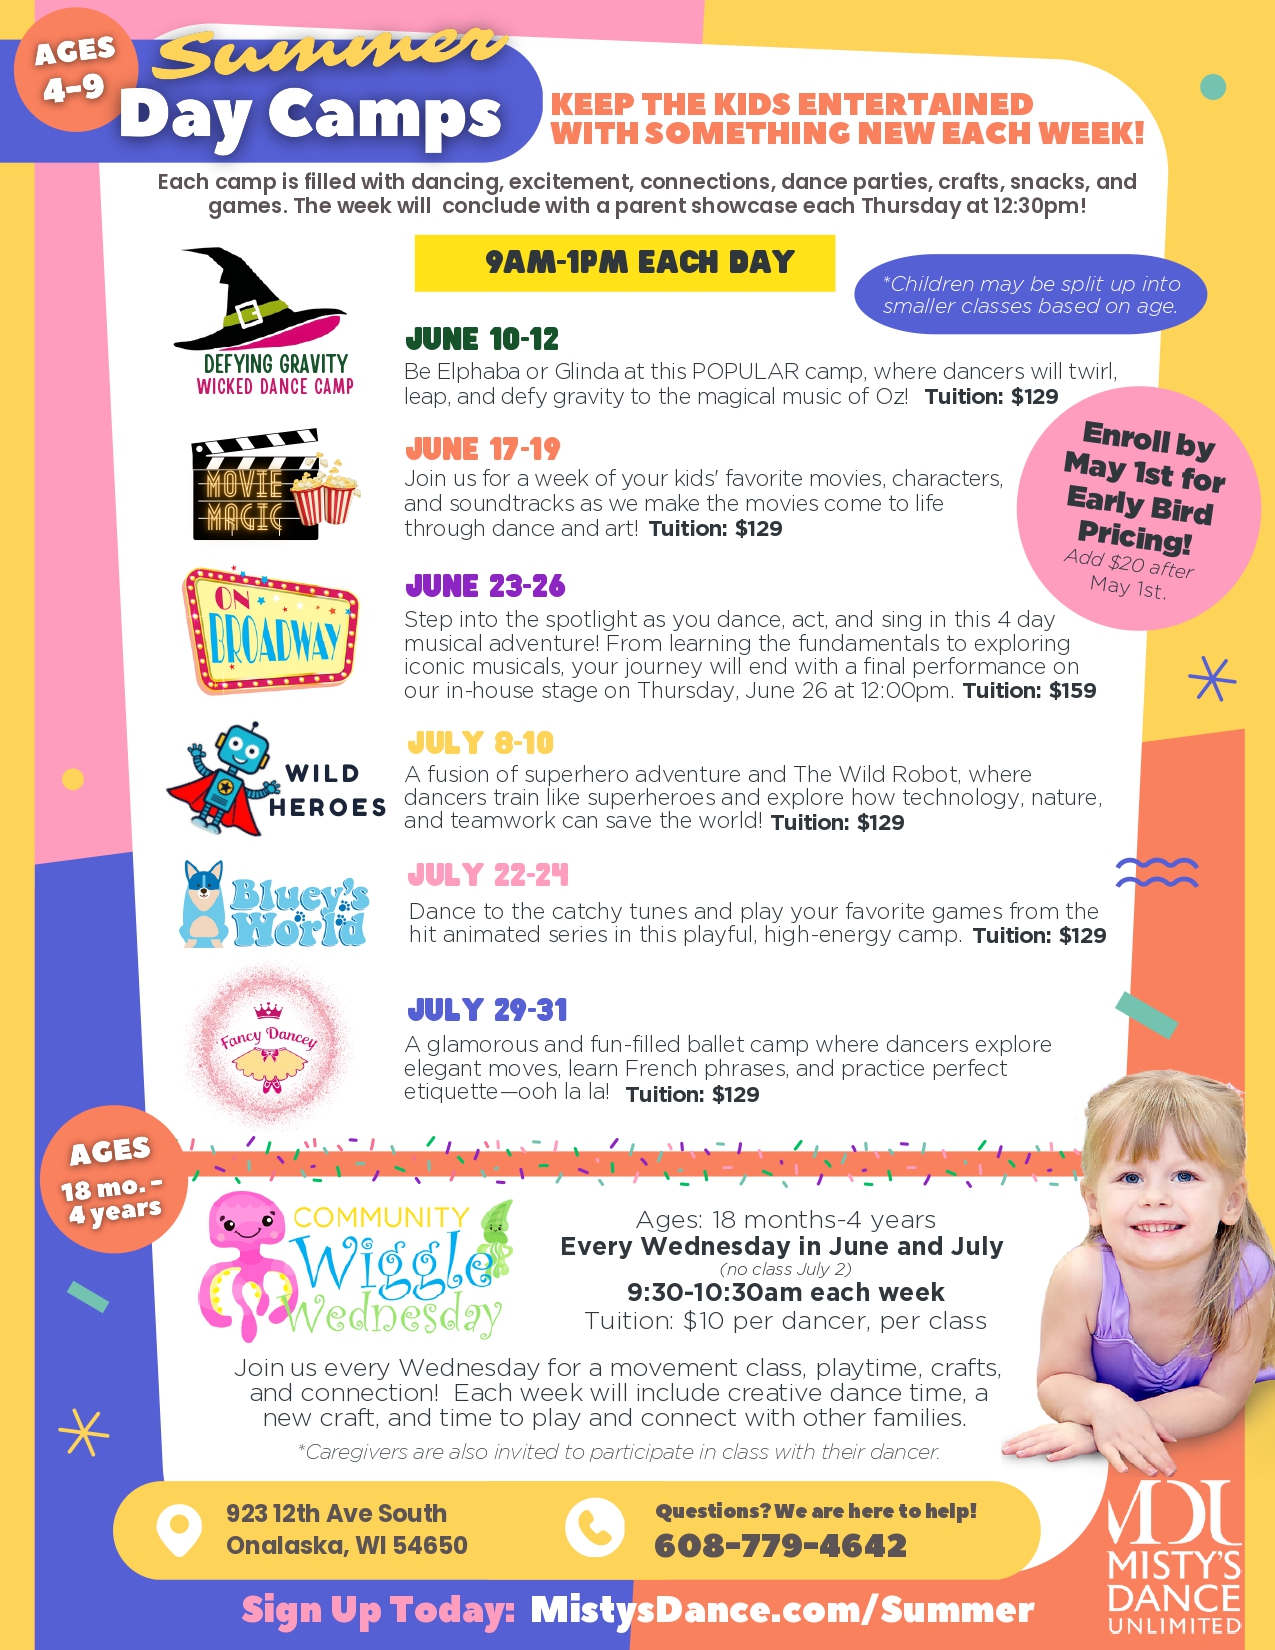 AGES
4-9
Summer
Day Camps
KEEP THE KIDS ENTERTAINED
WITH SOMETHING NEW EACH WEEK!
Each camp is filled with dancing, excitement, connections, dance parties, crafts, snacks, and
games. The week will conclude with a parent showcase each Thursday at 12:30pm!
9AM-1PM EACH DAY
*Children may be split up into
smaller classes based on age.
DEFYING GRAVITY
WICKED DANCE CAMP
JUNE 10-12
Be Elphaba or Glinda at this POPULAR camp, where dancers will twirl,
leap, and defy gravity to the magical music of Oz! Tuition: $129
Enroll by
May 1st for
Early Bird
Pricing!
Add $20 after
May 1st.
MOVIE
MAGIC
JUNE 17-19
Join us for a week of your kids' favorite movies, characters,
and soundtracks as we make the movies come to life
through dance and art! Tuition: $129
ON
BROADWAY
JUNE 23-26
Step into the spotlight as you dance, act, and sing in this 4 day
musical adventure! From learning the fundamentals to exploring
iconic musicals, your journey will end with a final performance on
our in-house stage on Thursday, June 26 at 12:00pm. Tuition: $159
WILD
HEROES
JULY 8-10
A fusion of superhero adventure and The Wild Robot, where
dancers train like superheroes and explore how technology, nature,
and teamwork can save the world! Tuition: $129
Bluey's
World
JULY 22-24
Dance to the catchy tunes and play your favorite games from the
hit animated series in this playful, high-energy camp. Tuition: $129
Fancy Dancey
JULY 29-31
A glamorous and fun-filled ballet camp where dancers explore
elegant moves, learn French phrases, and practice perfect
etiquette—ooh la la! Tuition: $129
AGES
18 mo. -
4 years
COMMUNITY
Wiggle
Wednesday
Ages: 18 months-4 years
Every Wednesday in June and July
(no class July 2)
9:30-10:30am each week
Tuition: $10 per dancer, per class
Join us every Wednesday for a movement class, playtime, crafts,
and connection! Each week will include creative dance time, a
new craft, and time to play and connect with other families.
*Caregivers are also invited to participate in class with their dancer.
923 12th Ave South
Onalaska, WI 54650
Questions? We are here to help!
608-779-4642
MDU
MISTY'S
DANCE
UNLIMITED
Sign Up Today: MistysDance.com/Summer